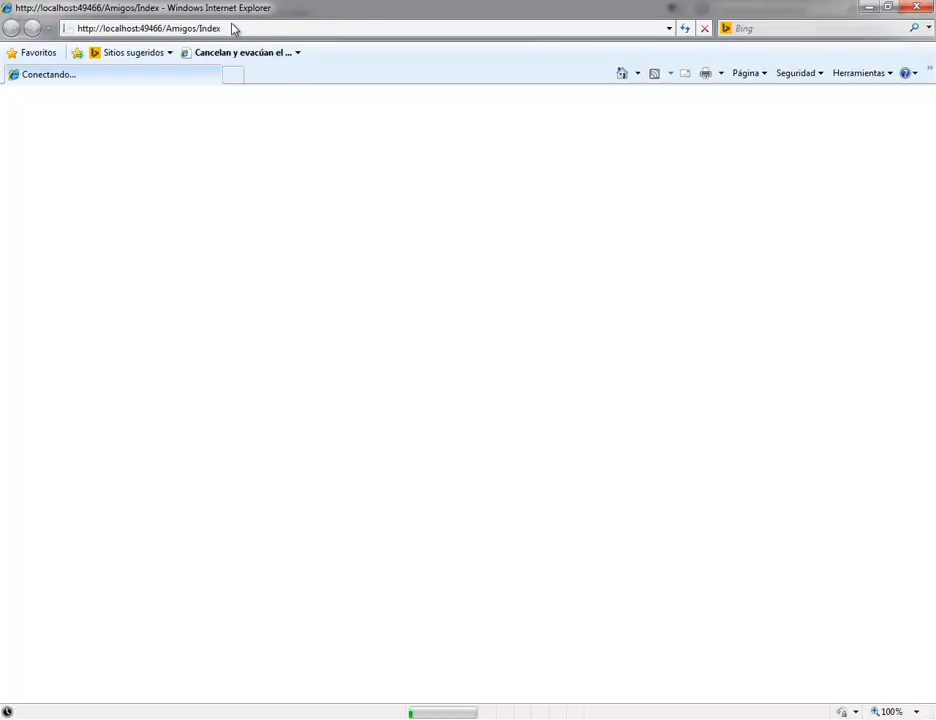 http://localhost:49466/Amigos/Index - Windows Internet Explorer
http://localhost:49466/Amigos/Index
Bing
Favoritos
Sitios sugeridos
Cancelan y evacúan el ...
Conectando...
Página
Seguridad
Herramientas
100%